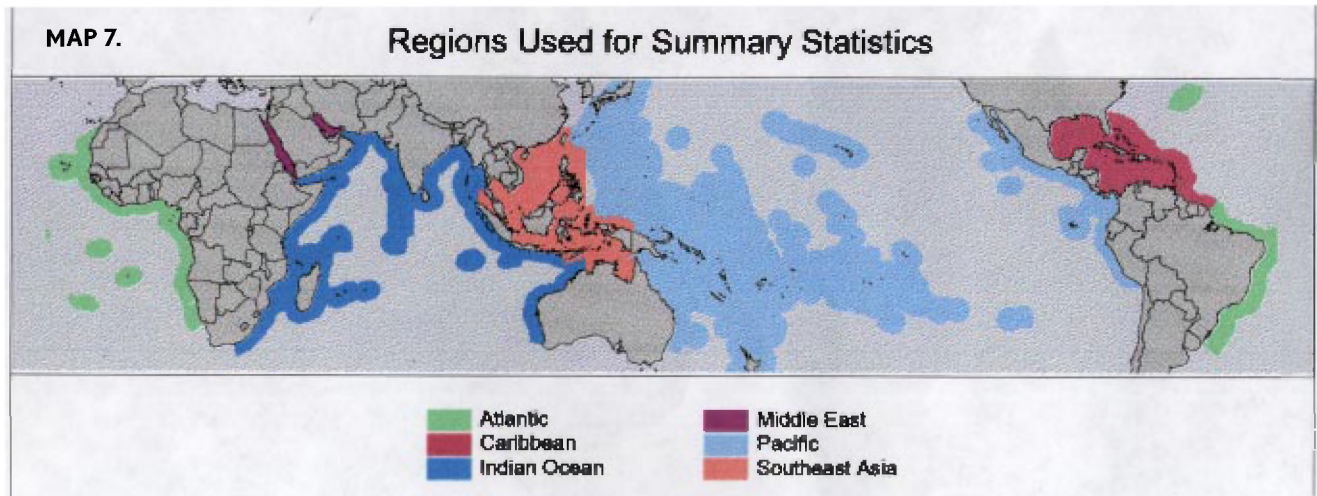 MAP 7.
Regions Used for Summary Statistics
Atlantic
Caribbean
Indian Ocean
Middle East
Pacific
Southeast Asia